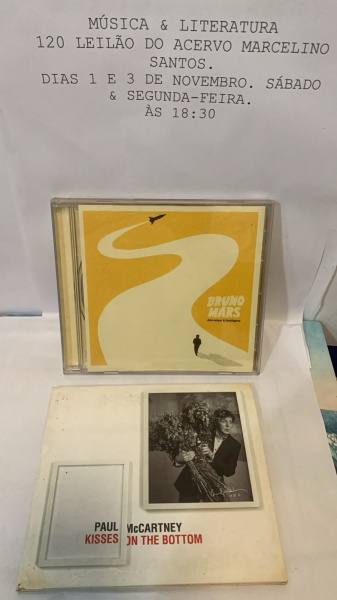 MÚSICA & LITERATURA
120 LEILÃO DO ACERVO MARCELINO
SANTOS.
DIAS 1 E 3 DE NOVEMBRO. SÁBADO
& SEGUNDA-FEIRA.
ÀS 18:30
BRUNO
MARS
PAUL McCARTNEY
KISSES ON THE BOTTOM